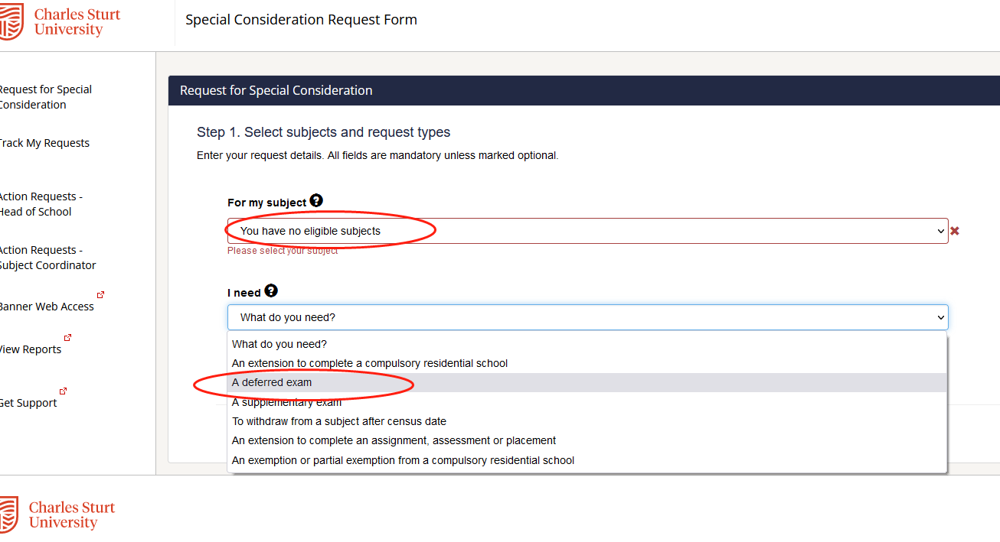 Charles Sturt
University
Special Consideration Request Form
Request for Special
Consideration
Track My Requests
Action Requests -
Head of School
Action Requests -
Subject Coordinator
Banner Web Access
View Reports
Get Support
Request for Special Consideration
Step 1. Select subjects and request types
Enter your request details. All fields are mandatory unless marked optional.
For my subject ?
You have no eligible subjects
Please select your subject
I need ?
What do you need?
What do you need?
An extension to complete a compulsory residential school
A deferred exam
A supplementary exam
To withdraw from a subject after census date
An extension to complete an assignment, assessment or placement
An exemption or partial exemption from a compulsory residential school
Charles Sturt
University